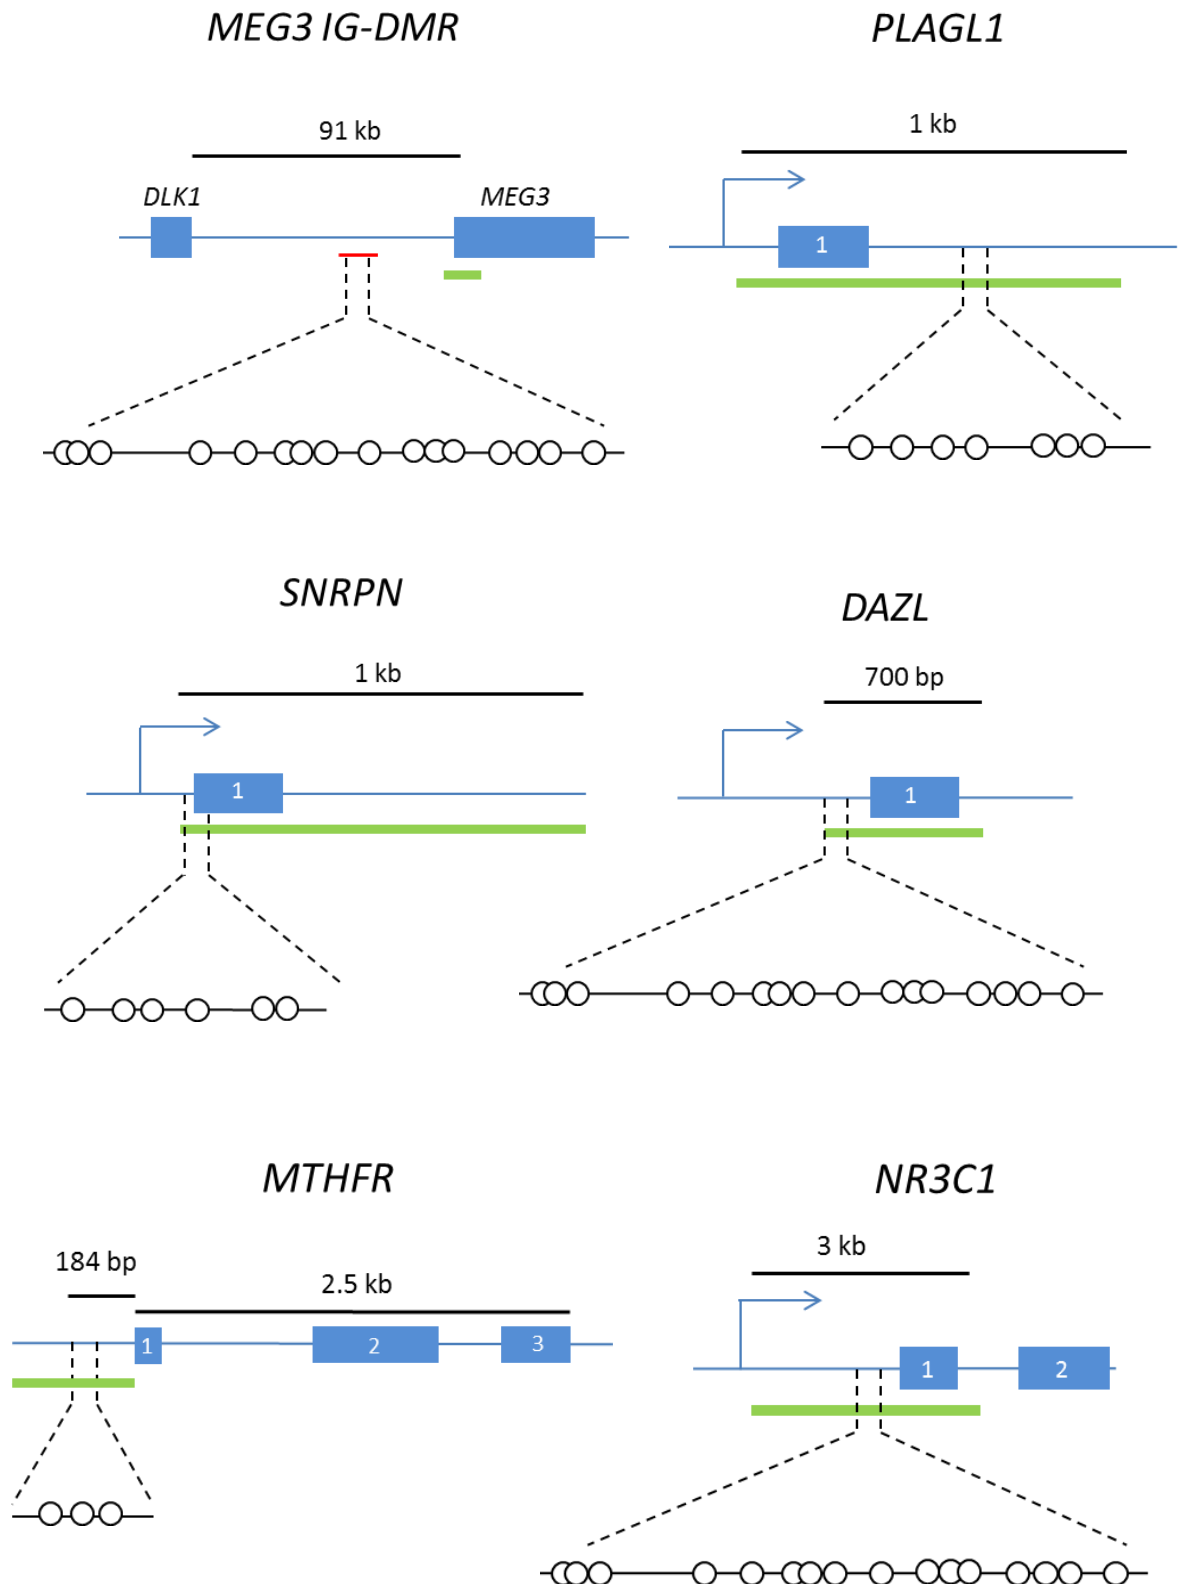 MEG3 IG-DMR
PLAGL1
91 kb
1 kb
DLK1
MEG3
1
SNRPN
DAZL
1 kb
700 bp
1
1
MTHFR
NR3C1
184 bp
2.5 kb
3 kb
1
2
3
1
2